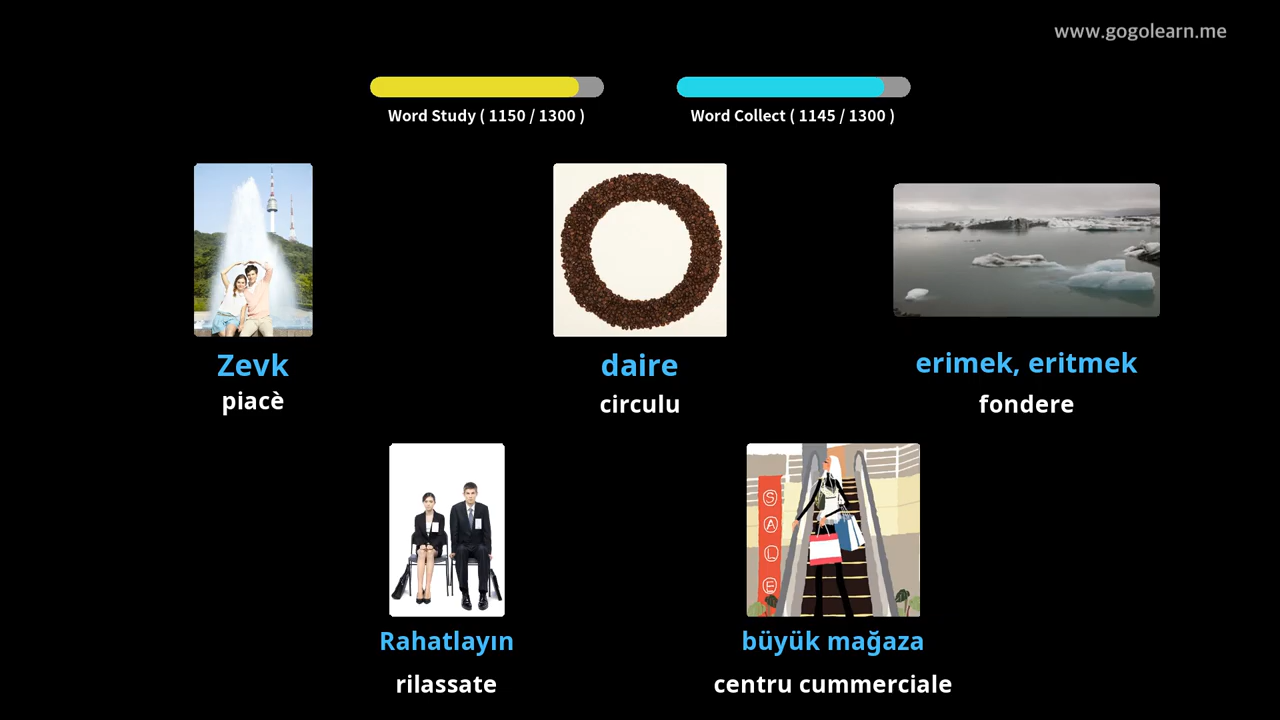 www.gogolearn.me
Word Study ( 1150 / 1300 )
Word Collect ( 1145 / 1300 )
Zevk
piacè
daire
circulu
erimek, eritmek
fondere
SALE
Rahatlayın
rilassate
büyük mağaza
centru cummerciale